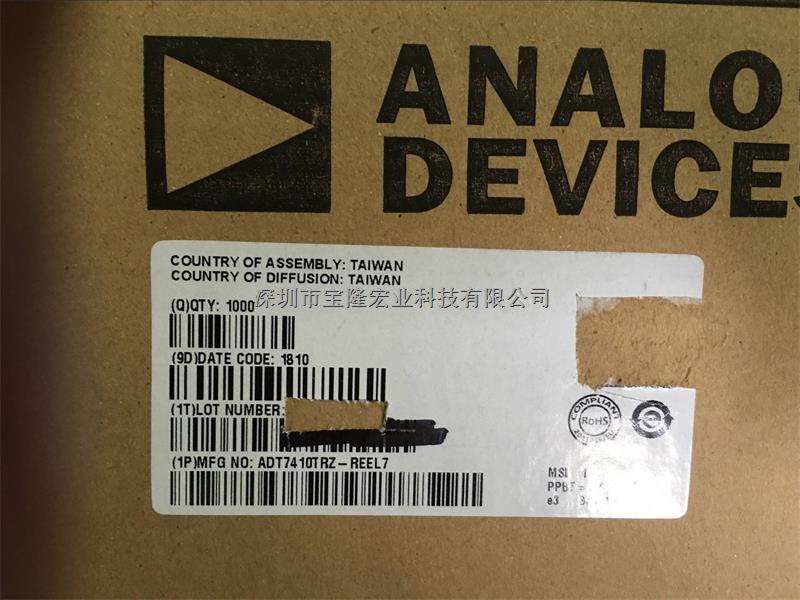 ANALO
DEVICES
COUNTRY OF ASSEMBLY: TAIWAN
COUNTRY OF DIFFUSION: TAIWAN
(Q)QTY: 1000
深圳市宝隆宏业科技有限公司
(9D)DATE CODE: 1810
(1T)LOT NUMBER:
(1P)MFG NO: ADT7410TRZ-REEL7
COMPLIANT
RoHS
e
MSL
PPBT
e3